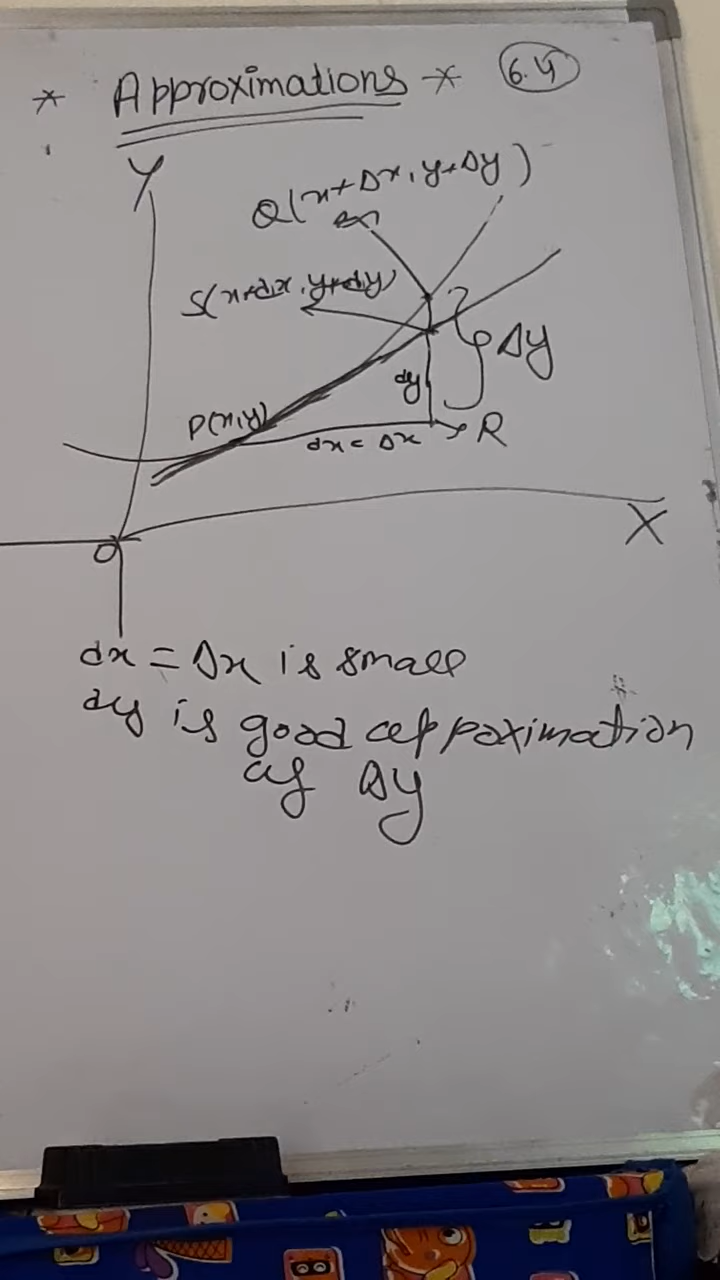 * Approximations * 6.4
Y
Q(x+Δx, y+Δy)
S(x+dx, y+dy)
Δy
dy
P(x,y)
dx = Δx
R
X
O
dx = Δx is small
dy is good approximation
of Δy